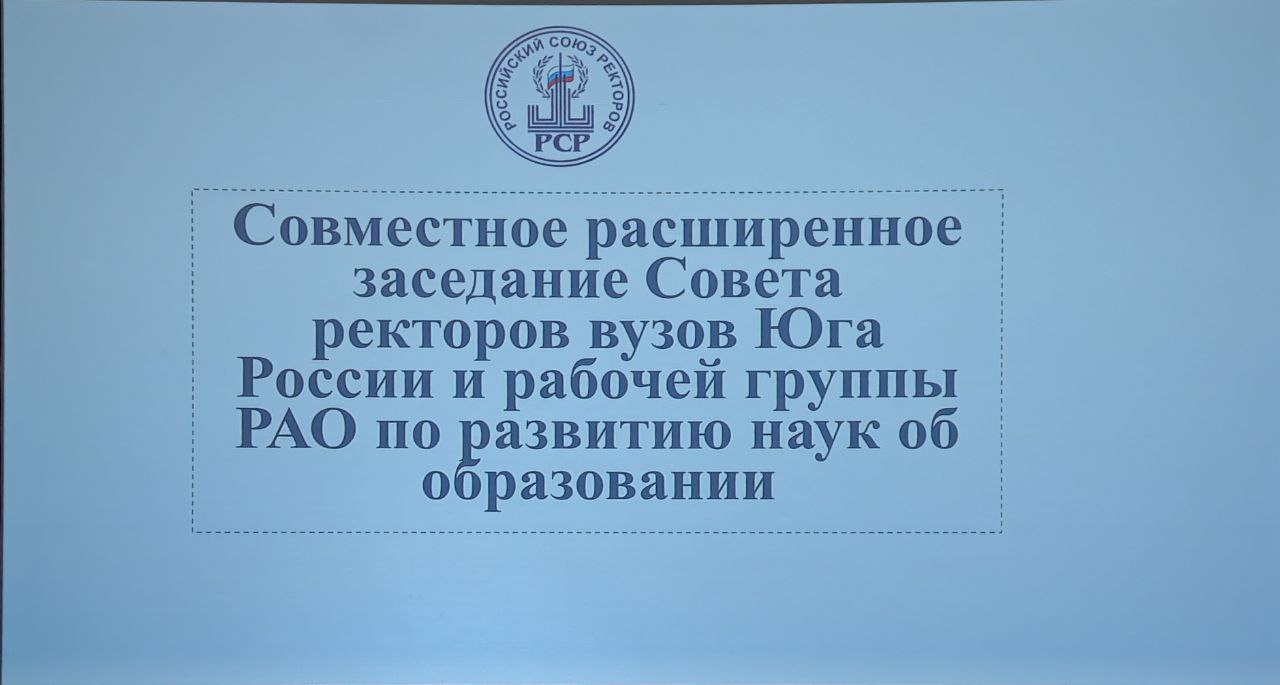 РОССИЙСКИЙ СОЮЗ РЕКТОРОВ
РСР
Совместное расширенное
заседание Совета
ректоров вузов Юга
России и рабочей группы
РАО по развитию наук об
образовании